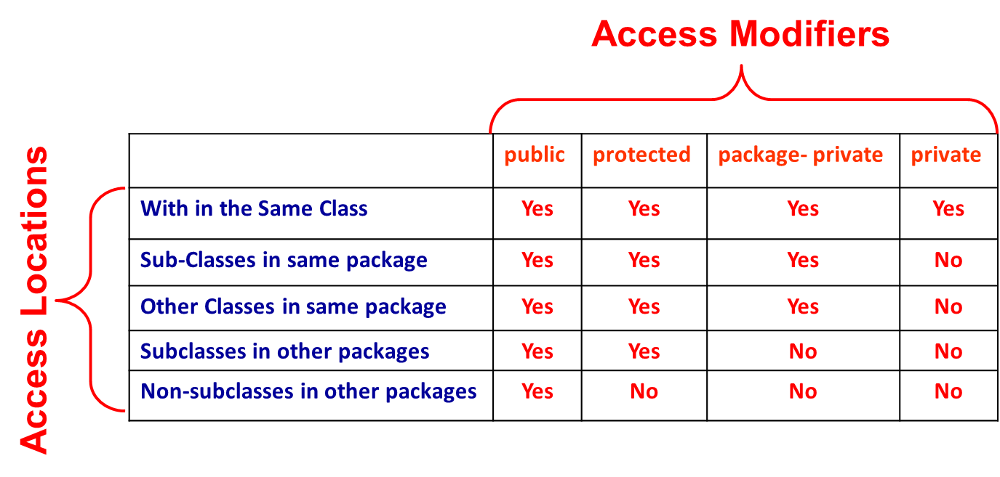 Access Modifiers
Access Locations
public protected package- private private
With in the Same Class Yes Yes Yes Yes
Sub-Classes in same package Yes Yes Yes No
Other Classes in same package Yes Yes Yes No
Subclasses in other packages Yes Yes No No
Non-subclasses in other packages Yes No No No